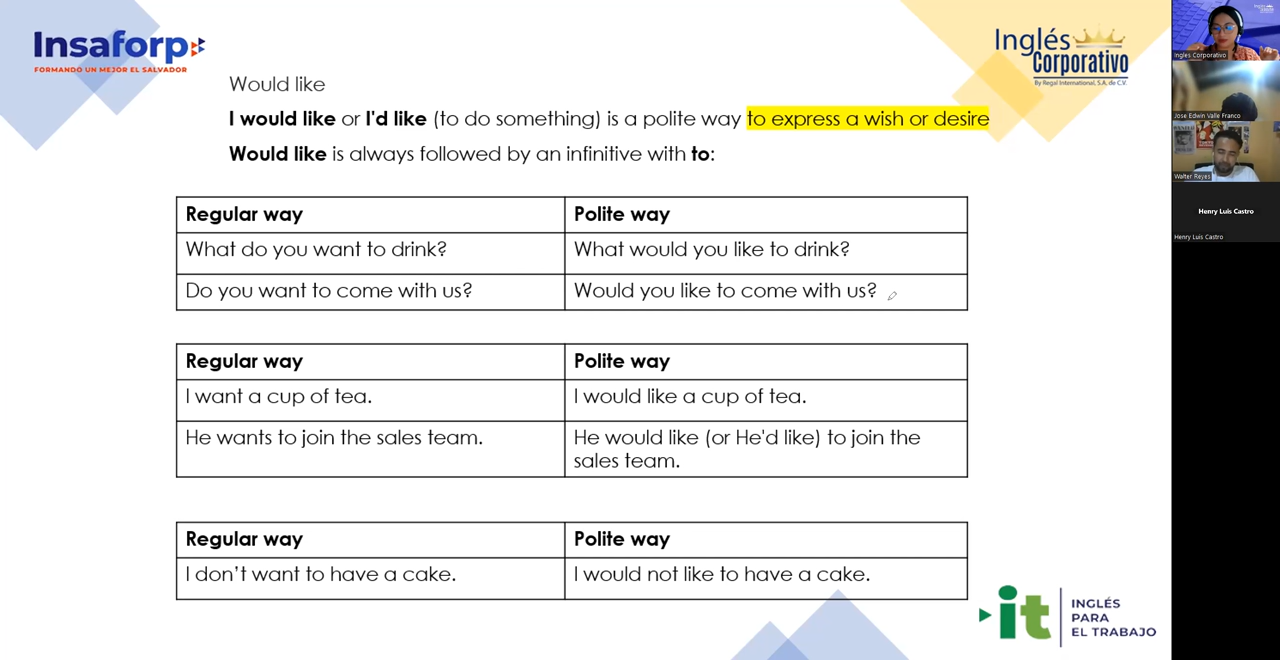 Insaforp
FORMANDO UN MEJOR EL SALVADOR
Inglés
Corporativo
By Regal International, S.A. de C.V.
Would like
I would like or I'd like (to do something) is a polite way to express a wish or desire
Would like is always followed by an infinitive with to:
Regular way
Polite way
What do you want to drink?
What would you like to drink?
Do you want to come with us?
Would you like to come with us?
Regular way
Polite way
I want a cup of tea.
I would like a cup of tea.
He wants to join the sales team.
He would like (or He'd like) to join the
sales team.
Regular way
Polite way
I don't want to have a cake.
I would not like to have a cake.
it
INGLÉS
PARA
EL TRABAJO
Ingles Corporativo
Jose Edwin Valle Franco
WANTED
Walter Reyes
Henry Luis Castro
Henry Luis Castro